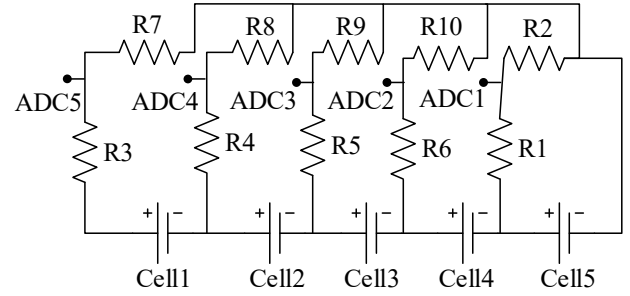 R7
R8
R9
R10
R2
ADC5
ADC4
ADC3
ADC2
ADC1
R3
R4
R5
R6
R1
+ −
+ −
+ −
+ −
+ −
Cell1
Cell2
Cell3
Cell4
Cell5